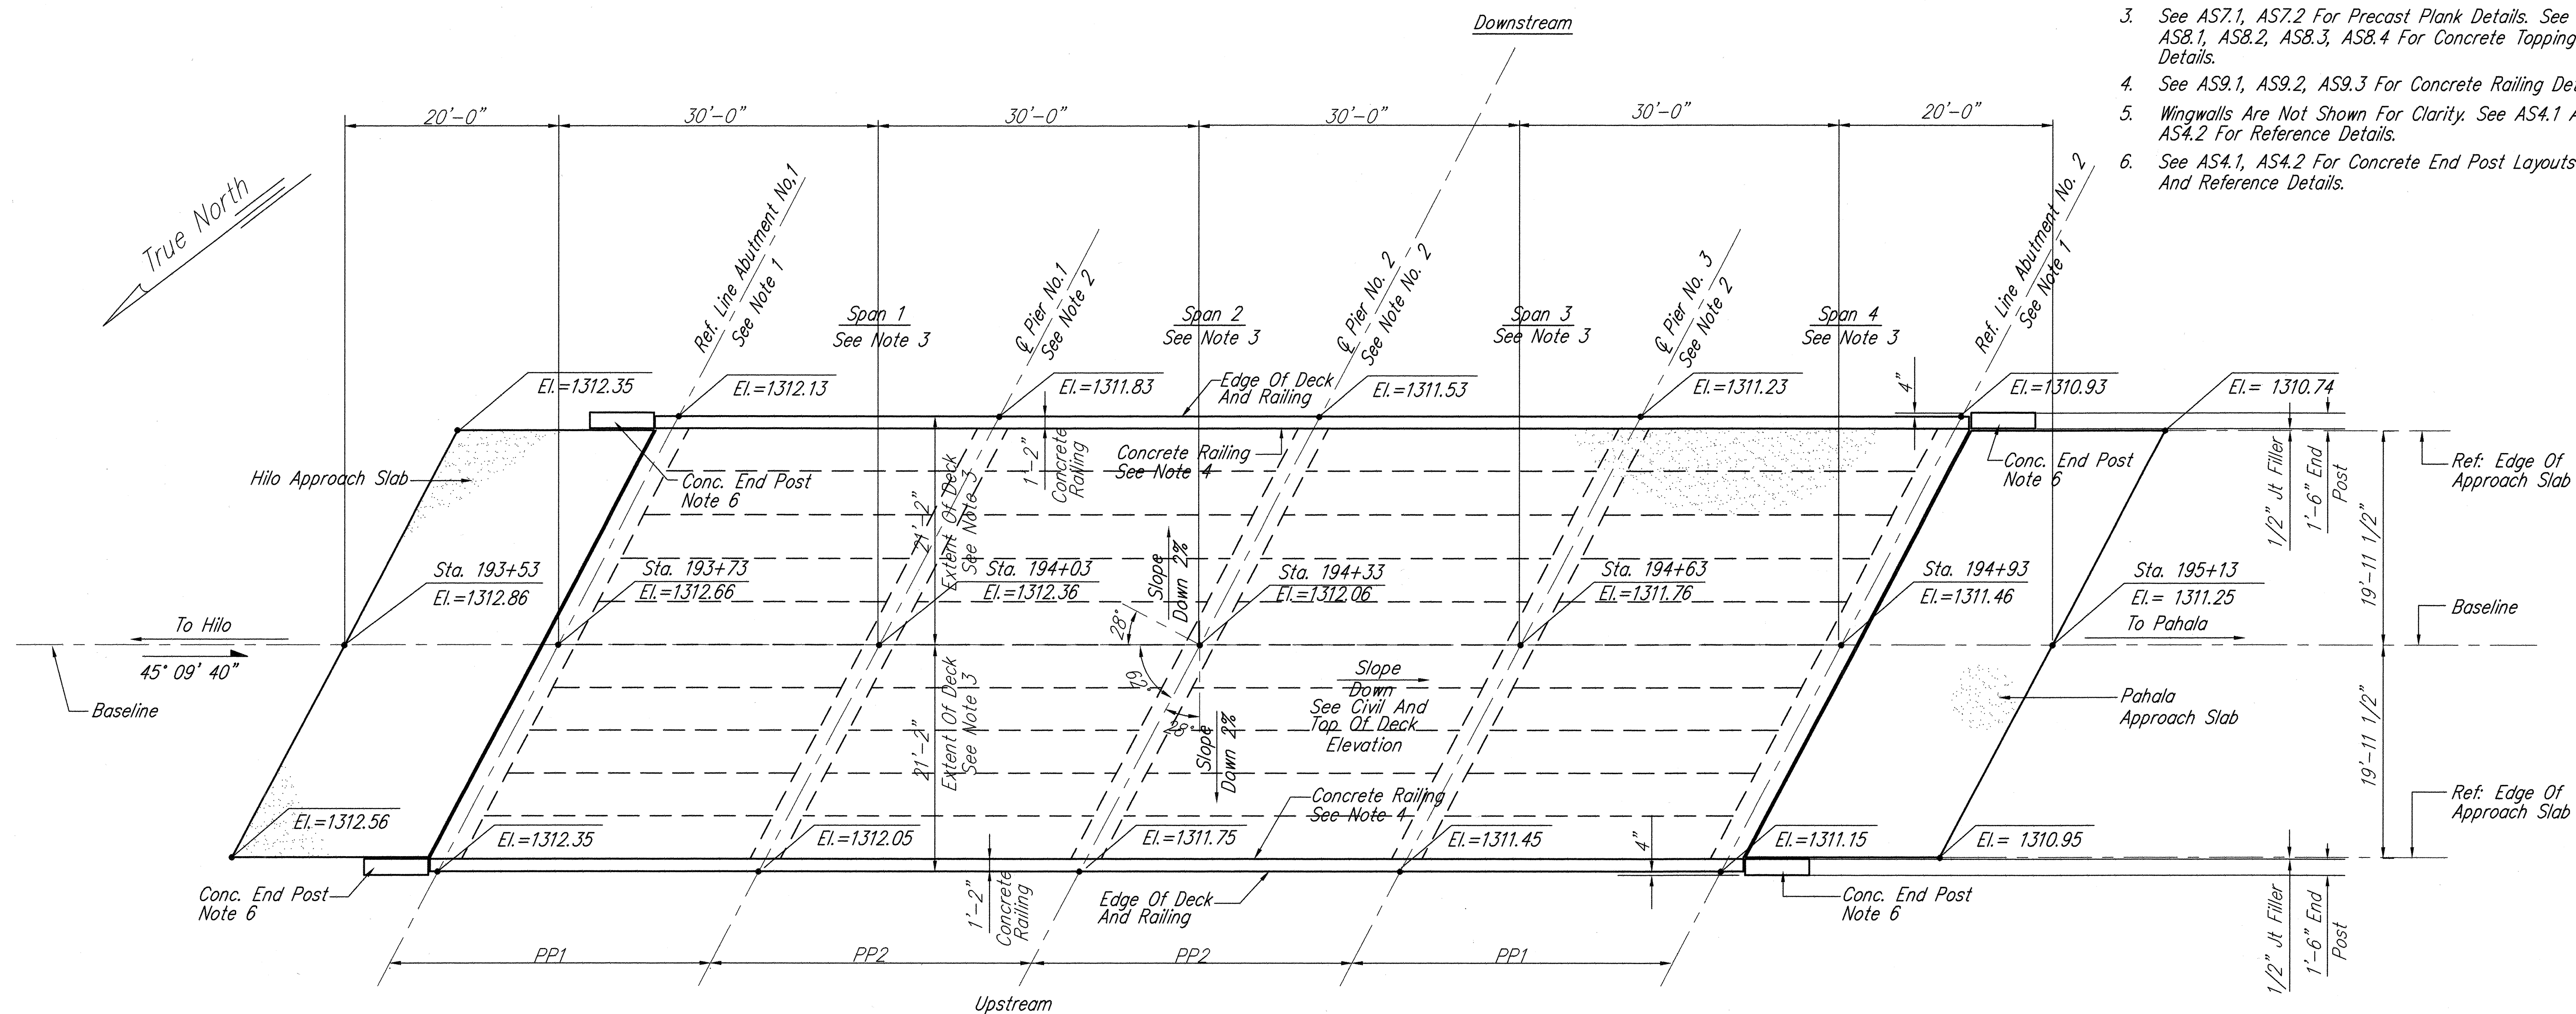 Downstream
3. See AS7.1, AS7.2 For Precast Plank Details. See
AS8.1, AS8.2, AS8.3, AS8.4 For Concrete Topping
Details.
4. See AS9.1, AS9.2, AS9.3 For Concrete Railing Det
5. Wingwalls Are Not Shown For Clarity. See AS4.1 A
AS4.2 For Reference Details.
6. See AS4.1, AS4.2 For Concrete End Post Layouts
And Reference Details.
20'-0"
30'-0"
30'-0"
30'-0"
30'-0"
20'-0"
True North
Ref. Line Abutment No,1
See Note 1
℄ Pier No.1
See Note 2
℄ Pier No. 2
See Note No. 2
℄ Pier No. 3
See Note 2
Ref. Line Abutment No. 2
See Note 1
Span 1
See Note 3
Span 2
See Note 3
Span 3
See Note 3
Span 4
See Note 3
El.=1312.35
El.=1312.13
El.=1311.83
Edge Of Deck
And Railing
El.=1311.53
El.=1311.23
4"
El.=1310.93
El.= 1310.74
Hilo Approach Slab
Conc. End Post
Note 6
21'-2"
Extent Of Deck
See Note 3
1'-2"
Concrete
Railing
Concrete Railing
See Note 4
Conc. End Post
Note 6
1/2" Jt Filler
1'-6" End
Post
19'-11 1/2"
Ref: Edge Of
Approach Slab
Sta. 193+53
El.=1312.86
Sta. 193+73
El.=1312.66
Sta. 194+03
El.=1312.36
Slope
Down 2%
Sta. 194+33
El.=1312.06
Sta. 194+63
El.=1311.76
Sta. 194+93
El.=1311.46
Sta. 195+13
El.= 1311.25
To Hilo
45° 09' 40"
28°
62°
28°
To Pahala
Baseline
Baseline
21'-2"
Extent Of Deck
See Note 3
Slope
Down 2%
Slope
Down
See Civil And
Top Of Deck
Elevation
Pahala
Approach Slab
19'-11 1/2"
Ref: Edge Of
Approach Slab
El.=1312.56
El.=1312.35
El.=1312.05
El.=1311.75
Concrete Railing
See Note 4
El.=1311.45
4"
El.=1311.15
El.= 1310.95
Conc. End Post
Note 6
1'-2"
Concrete
Railing
Edge Of Deck
And Railing
Conc. End Post
Note 6
1/2" Jt Filler
1'-6" End
Post
PP1
PP2
PP2
PP1
Upstream